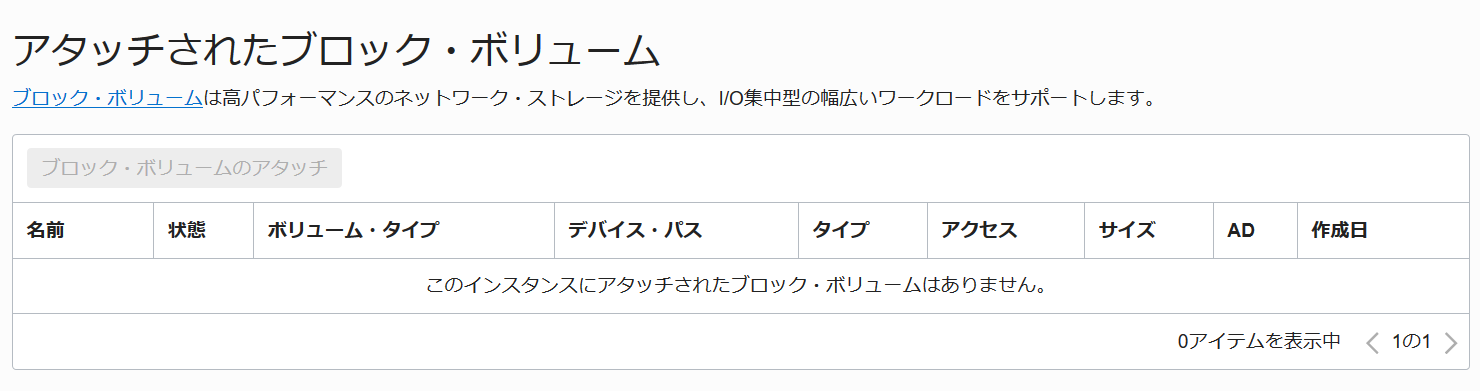 アタッチされたブロック・ボリューム
ブロック・ボリュームは高パフォーマンスのネットワーク・ストレージを提供し、I/O集中型の幅広いワークロードをサポートします。
ブロック・ボリュームのアタッチ
名前 状態 ボリューム・タイプ デバイス・パス タイプ アクセス サイズ AD 作成日
このインスタンスにアタッチされたブロック・ボリュームはありません。
0アイテムを表示中 1の1